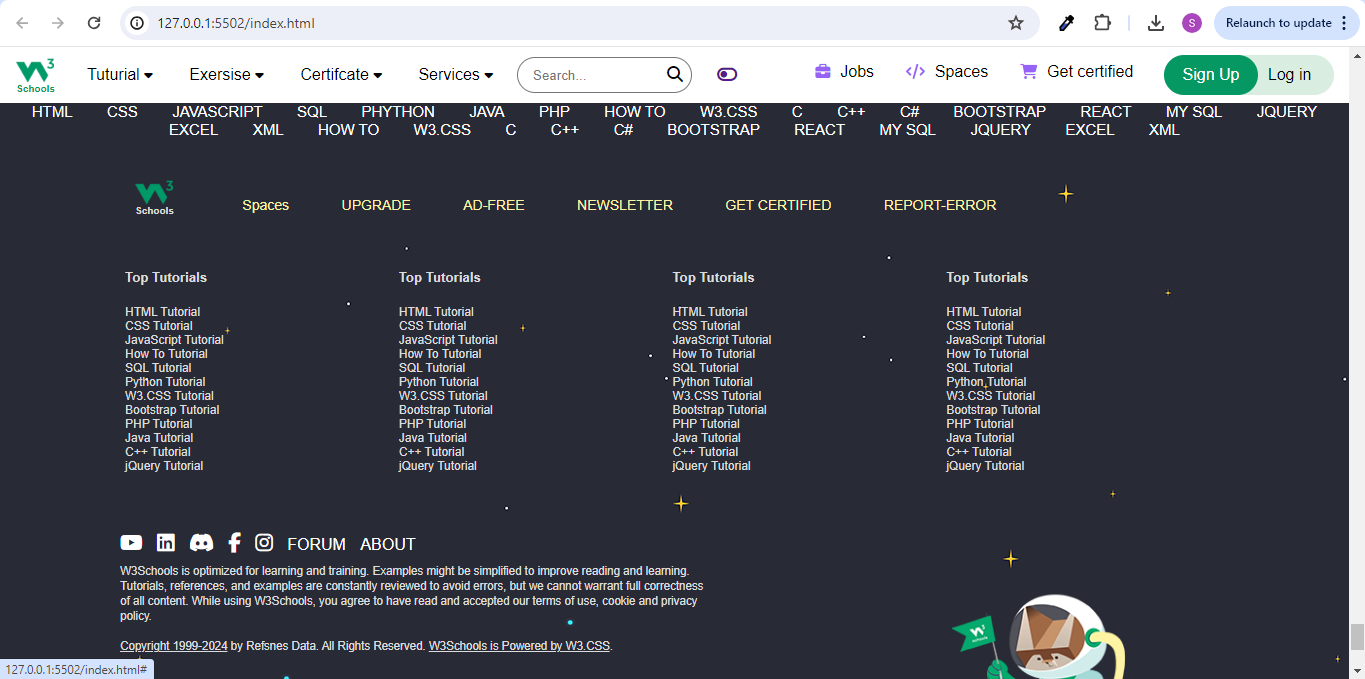 127.0.0.1:5502/index.html
S
Relaunch to update
3
Schools
Tuturial
Exersise
Certifcate
Services
Search...
Jobs
Spaces
Get certified
Sign Up
Log in
HTML CSS JAVASCRIPT SQL PHYTHON JAVA PHP HOW TO W3.CSS C C++ C# BOOTSTRAP REACT MY SQL JQUERY
EXCEL XML HOW TO W3.CSS C C++ C# BOOTSTRAP REACT MY SQL JQUERY EXCEL XML
3
Schools
Spaces UPGRADE AD-FREE NEWSLETTER GET CERTIFIED REPORT-ERROR
Top Tutorials
HTML Tutorial
CSS Tutorial
JavaScript Tutorial
How To Tutorial
SQL Tutorial
Python Tutorial
W3.CSS Tutorial
Bootstrap Tutorial
PHP Tutorial
Java Tutorial
C++ Tutorial
jQuery Tutorial
Top Tutorials
HTML Tutorial
CSS Tutorial
JavaScript Tutorial
How To Tutorial
SQL Tutorial
Python Tutorial
W3.CSS Tutorial
Bootstrap Tutorial
PHP Tutorial
Java Tutorial
C++ Tutorial
jQuery Tutorial
Top Tutorials
HTML Tutorial
CSS Tutorial
JavaScript Tutorial
How To Tutorial
SQL Tutorial
Python Tutorial
W3.CSS Tutorial
Bootstrap Tutorial
PHP Tutorial
Java Tutorial
C++ Tutorial
jQuery Tutorial
Top Tutorials
HTML Tutorial
CSS Tutorial
JavaScript Tutorial
How To Tutorial
SQL Tutorial
Python Tutorial
W3.CSS Tutorial
Bootstrap Tutorial
PHP Tutorial
Java Tutorial
C++ Tutorial
jQuery Tutorial
FORUM ABOUT
W3Schools is optimized for learning and training. Examples might be simplified to improve reading and learning.
Tutorials, references, and examples are constantly reviewed to avoid errors, but we cannot warrant full correctness
of all content. While using W3Schools, you agree to have read and accepted our terms of use, cookie and privacy
policy.
Copyright 1999-2024 by Refsnes Data. All Rights Reserved. W3Schools is Powered by W3.CSS.
127.0.0.1:5502/index.html#